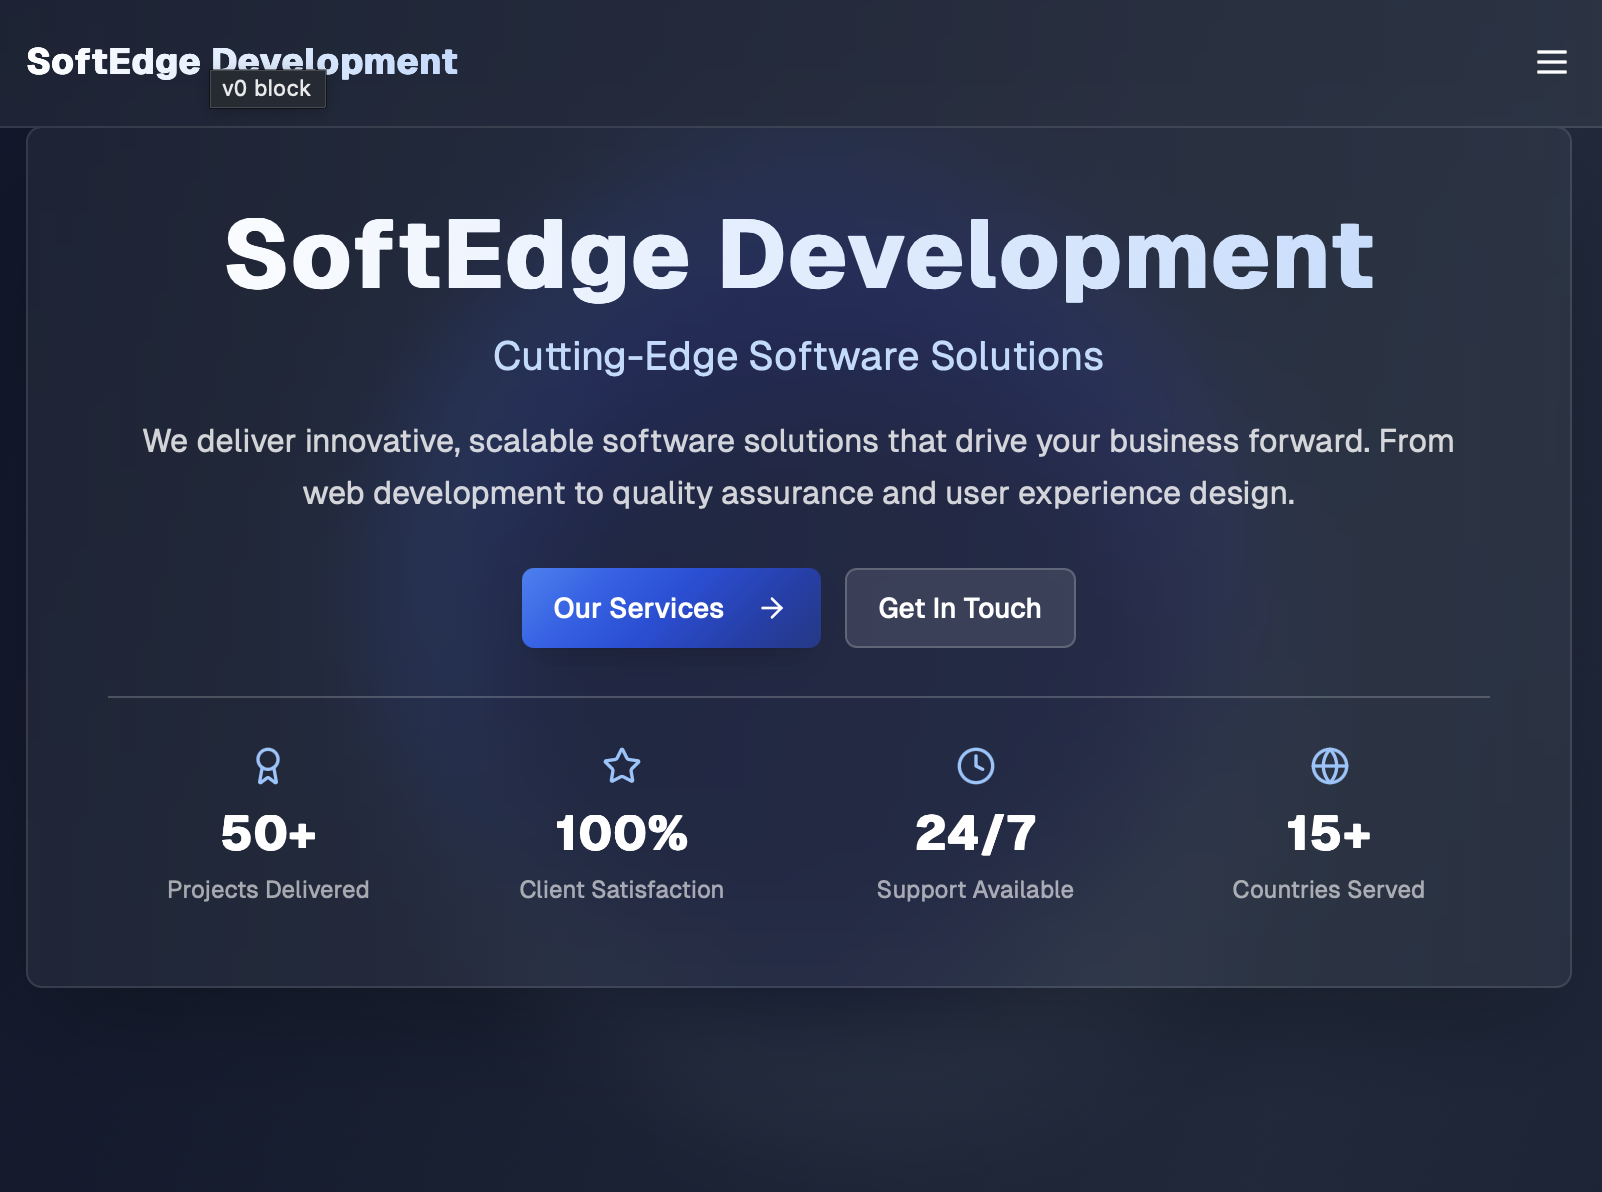 SoftEdge Development
v0 block
SoftEdge Development
Cutting-Edge Software Solutions
We deliver innovative, scalable software solutions that drive your business forward. From
web development to quality assurance and user experience design.
Our Services
Get In Touch
50+
Projects Delivered
100%
Client Satisfaction
24/7
Support Available
15+
Countries Served